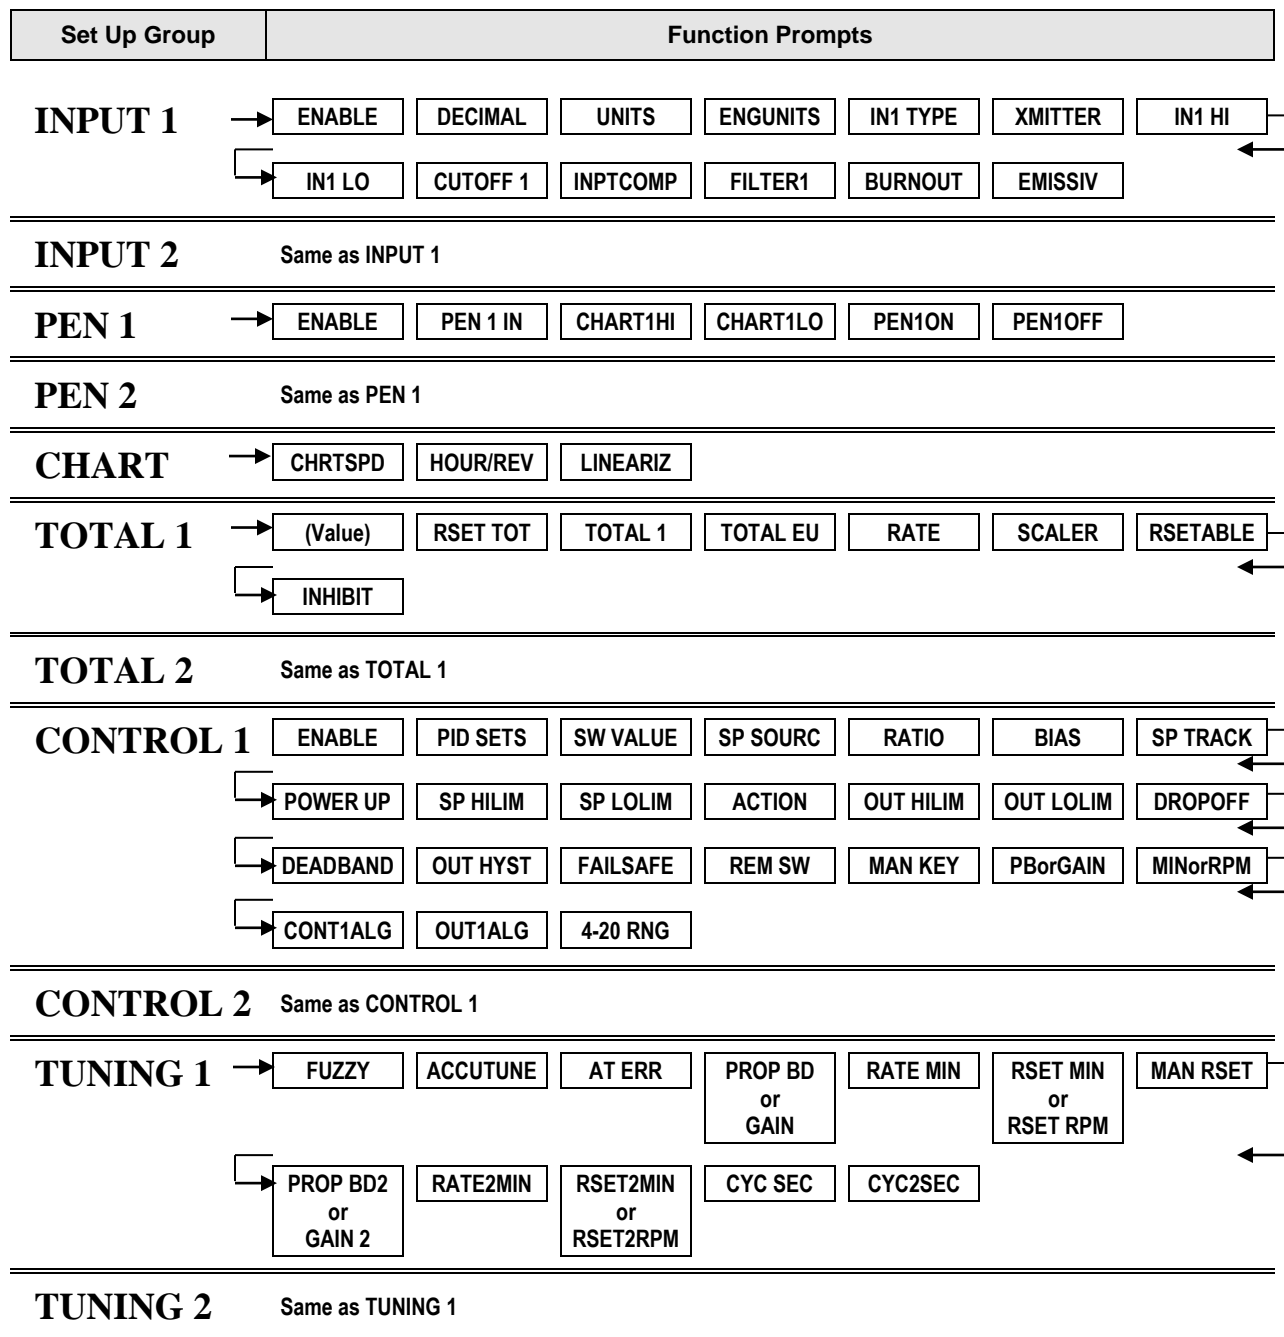 Set Up Group Function Prompts
INPUT 1 ENABLE DECIMAL UNITS ENGUNITS IN1 TYPE XMITTER IN1 HI
IN1 LO CUTOFF 1 INPTCOMP FILTER1 BURNOUT EMISSIV
INPUT 2 Same as INPUT 1
PEN 1 ENABLE PEN 1 IN CHART1HI CHART1LO PEN1ON PEN1OFF
PEN 2 Same as PEN 1
CHART CHRTSPD HOUR/REV LINEARIZ
TOTAL 1 (Value) RSET TOT TOTAL 1 TOTAL EU RATE SCALER RSETABLE
INHIBIT
TOTAL 2 Same as TOTAL 1
CONTROL 1 ENABLE PID SETS SW VALUE SP SOURC RATIO BIAS SP TRACK
POWER UP SP HILIM SP LOLIM ACTION OUT HILIM OUT LOLIM DROPOFF
DEADBAND OUT HYST FAILSAFE REM SW MAN KEY PBorGAIN MINorRPM
CONT1ALG OUT1ALG 4-20 RNG
CONTROL 2 Same as CONTROL 1
TUNING 1 FUZZY ACCUTUNE AT ERR PROP BD RATE MIN RSET MIN MAN RSET
or or
GAIN RSET RPM
PROP BD2 RATE2MIN RSET2MIN CYC SEC CYC2SEC
or or
GAIN 2 RSET2RPM
TUNING 2 Same as TUNING 1